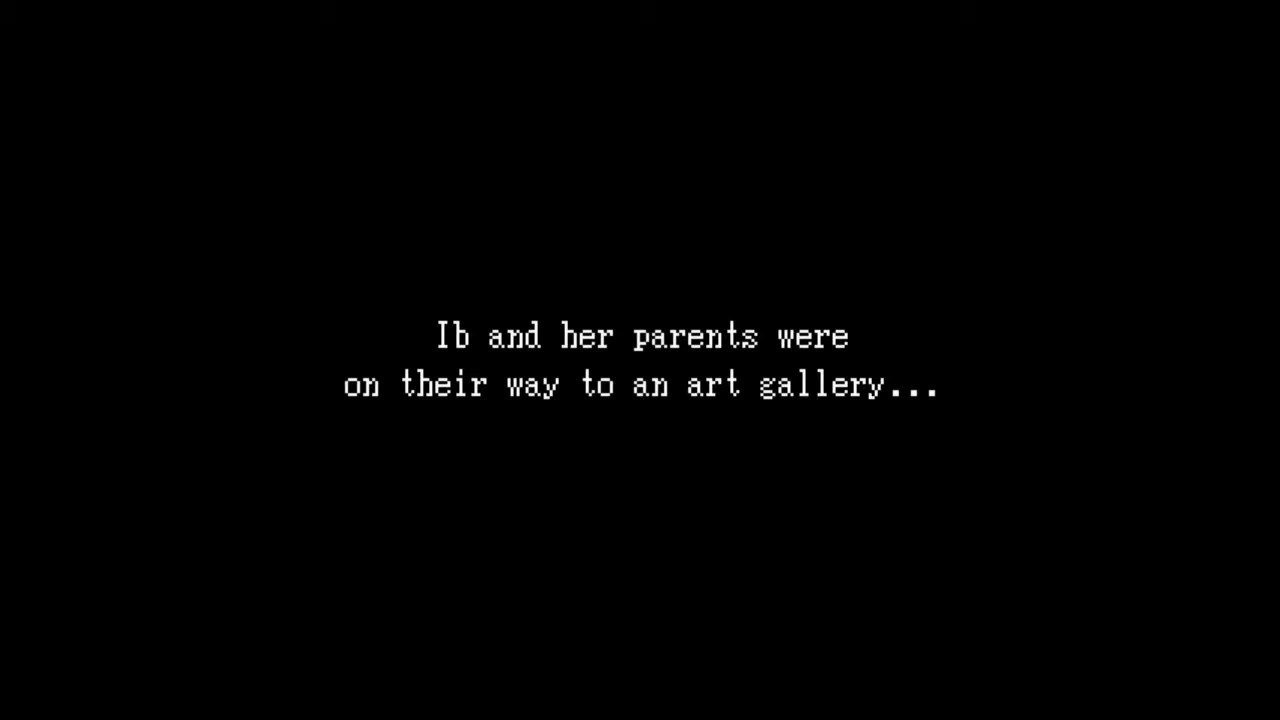 Ib and her parents were
on their way to an art gallery...